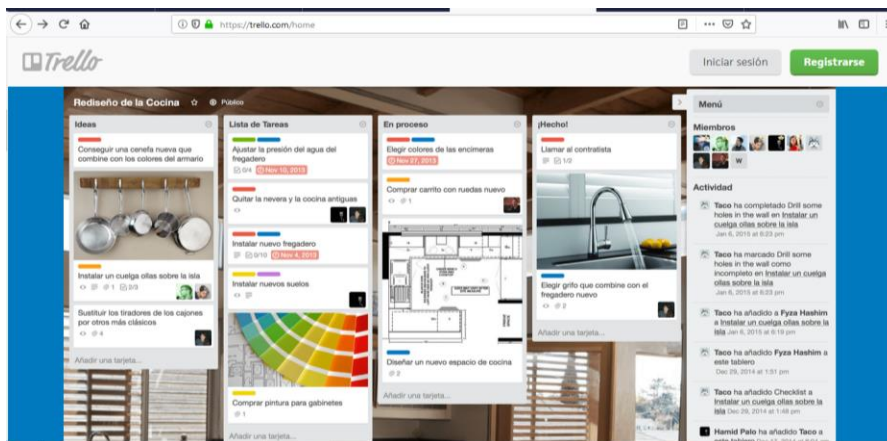 https://trello.com/home
Trello
Iniciar sesión
Registrarse
Rediseño de la Cocina
Público
Ideas
Conseguir una cenefa nueva que
combine con los colores del armario
Instalar un cuelga ollas sobre la isla
1
2/3
Sustituir los tiradores de los cajones
por otros más clásicos
4
Añadir una tarjeta...
Lista de Tareas
Ajustar la presión del agua del
fregadero
0/4
Nov 10, 2013
Quitar la nevera y la cocina antiguas
Instalar nuevo fregadero
0/10
Nov 4, 2013
Instalar nuevos suelos
Comprar pintura para gabinetes
1
Añadir una tarjeta...
En proceso
Elegir colores de las encimeras
Nov 27, 2013
Comprar carrito con ruedas nuevo
1
Diseñar un nuevo espacio de cocina
2
Añadir una tarjeta...
¡Hecho!
Llamar al contratista
1/2
Elegir grifo que combine con el
fregadero nuevo
2
Añadir una tarjeta...
Menú
Miembros
W
Actividad
Taco ha completado Drill some
holes in the wall en Instalar un
cuelga ollas sobre la isla
Jan 6, 2015 at 6:23 pm
Taco ha marcado Drill some
holes in the wall como
incompleto en Instalar un cuelga
ollas sobre la isla
Jan 6, 2015 at 6:23 pm
Taco ha añadido a Fyza Hashim
a Instalar un cuelga ollas sobre la
isla Jan 6, 2015 at 6:19 pm
Taco ha añadido Fyza Hashim a
este tablero
Dec 29, 2014 at 1:51 pm
Taco ha añadido Checklist a
Instalar un cuelga ollas sobre la
isla Dec 29, 2014 at 1:48 pm
Hamid Palo ha añadido Taco a